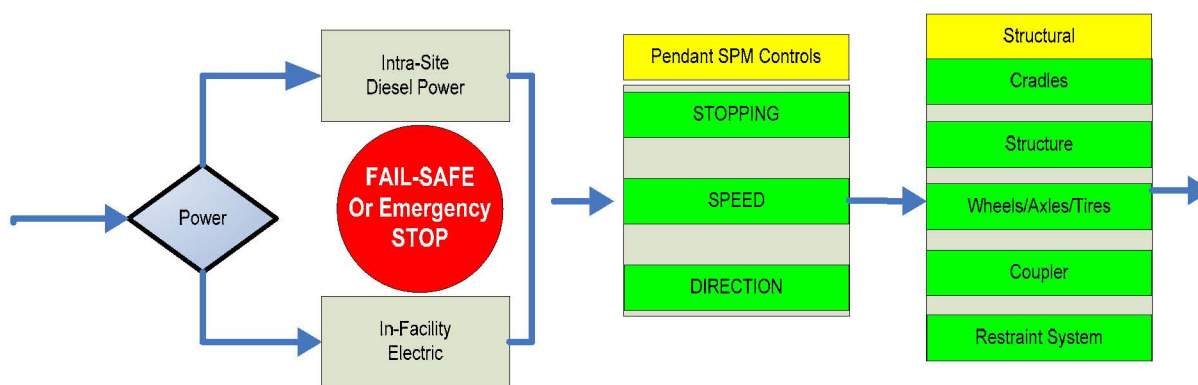 Power
Intra-Site
Diesel Power
FAIL-SAFE
Or Emergency
STOP
In-Facility
Electric
Pendant SPM Controls
STOPPING
SPEED
DIRECTION
Structural
Cradles
Structure
Wheels/Axles/Tires
Coupler
Restraint System